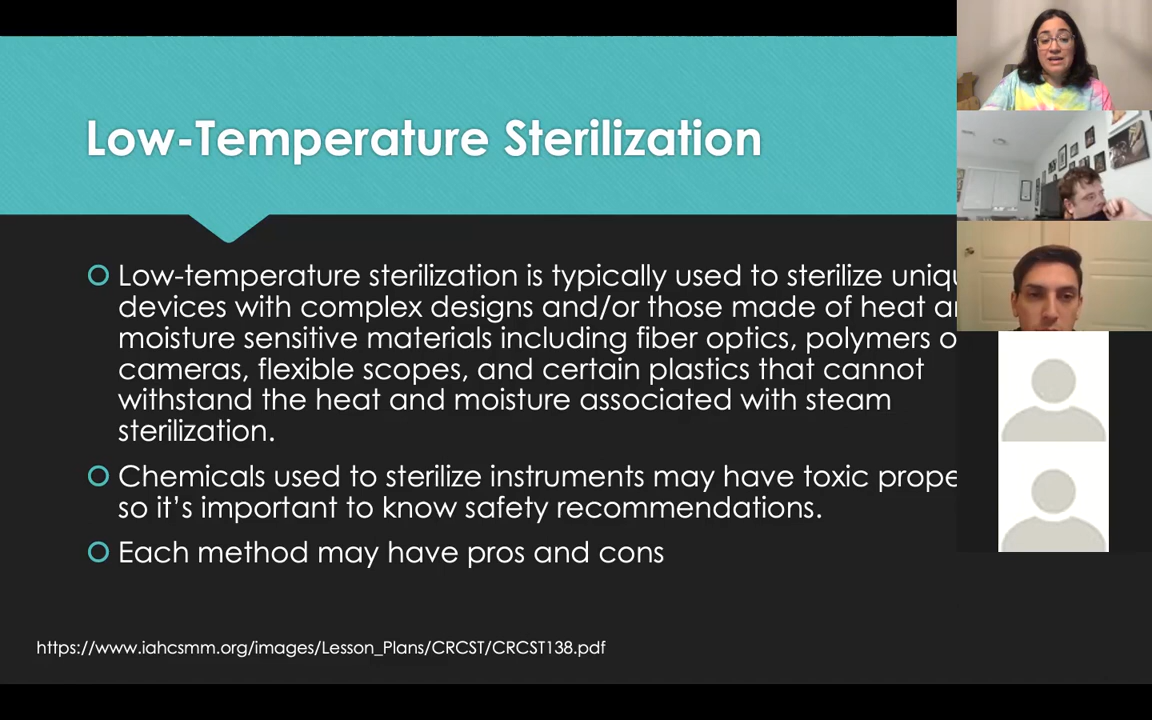 Low-Temperature Sterilization
Low-temperature sterilization is typically used to sterilize
devices with complex designs and/or those made of heat
moisture sensitive materials including fiber optics, polymers
cameras, flexible scopes, and certain plastics that cannot
withstand the heat and moisture associated with steam
sterilization.
Chemicals used to sterilize instruments may have toxic
so it's important to know safety recommendations.
Each method may have pros and cons
https://www.iahcsmm.org/images/Lesson_Plans/CRCST/CRCST138.pdf